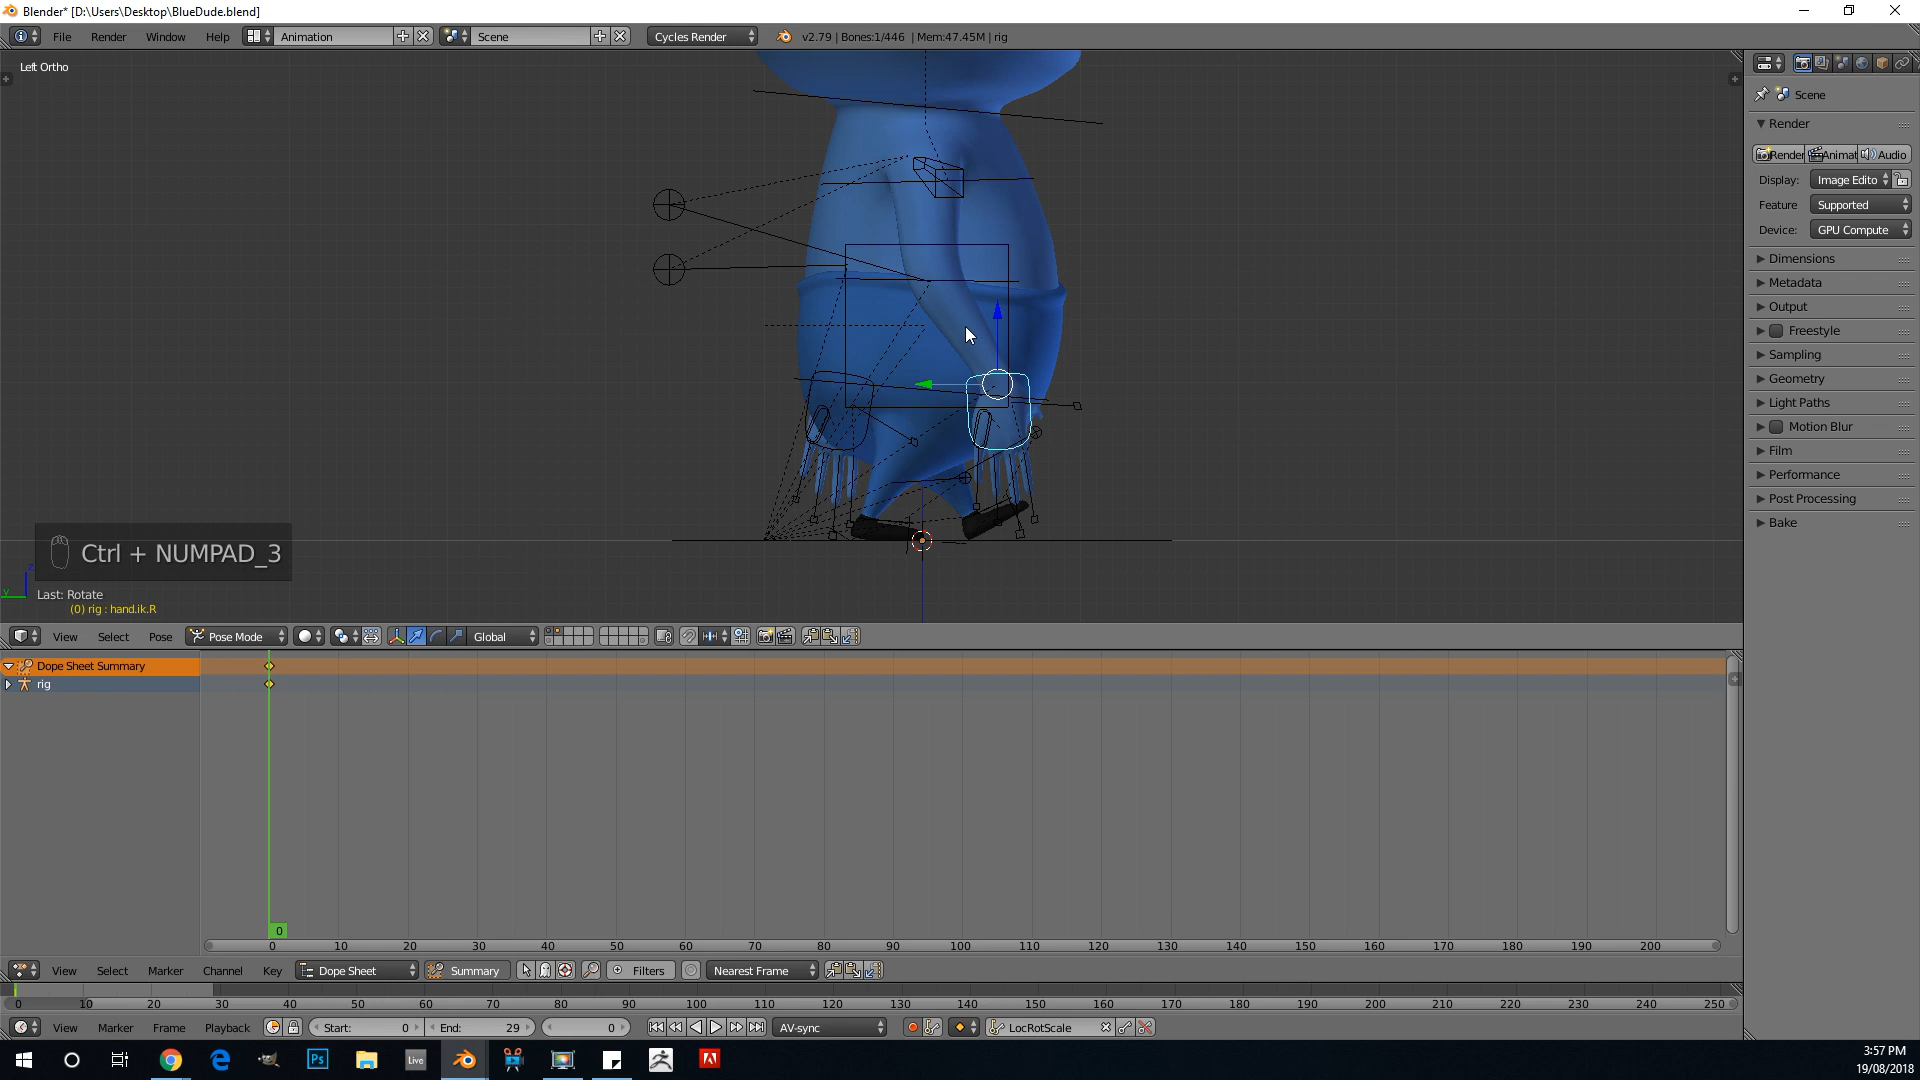 Blender* [D:\Users\Desktop\BlueDude.blend]
File Render Window Help Animation Scene Cycles Render v2.79 | Bones:1/446 | Mem:47.45M | rig
Left Ortho
Scene
Render
Render Animat Audio
Display: Image Edito
Feature Supported
Device: GPU Compute
Dimensions
Metadata
Output
Freestyle
Sampling
Geometry
Light Paths
Motion Blur
Film
Performance
Post Processing
Bake
Ctrl + NUMPAD_3
z
y
Last: Rotate
(0) rig : hand.ik.R
View Select Pose Pose Mode Global
Dope Sheet Summary
rig
0
0 10 20 30 40 50 60 70 80 90 100 110 120 130 140 150 160 170 180 190 200
View Select Marker Channel Key Dope Sheet Summary Filters Nearest Frame
0 10 20 30 40 50 60 70 80 90 100 110 120 130 140 150 160 170 180 190 200 210 220 230 240 250
View Marker Frame Playback Start: 0 End: 29 0 AV-sync LocRotScale
Ps Live
3:57 PM
19/08/2018